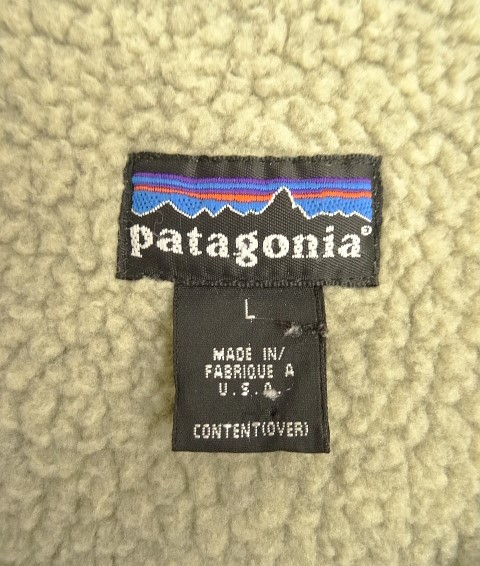 patagonia®
L
MADE IN/
FABRIQUE A
U.S.A.
CONTENT(OVER)